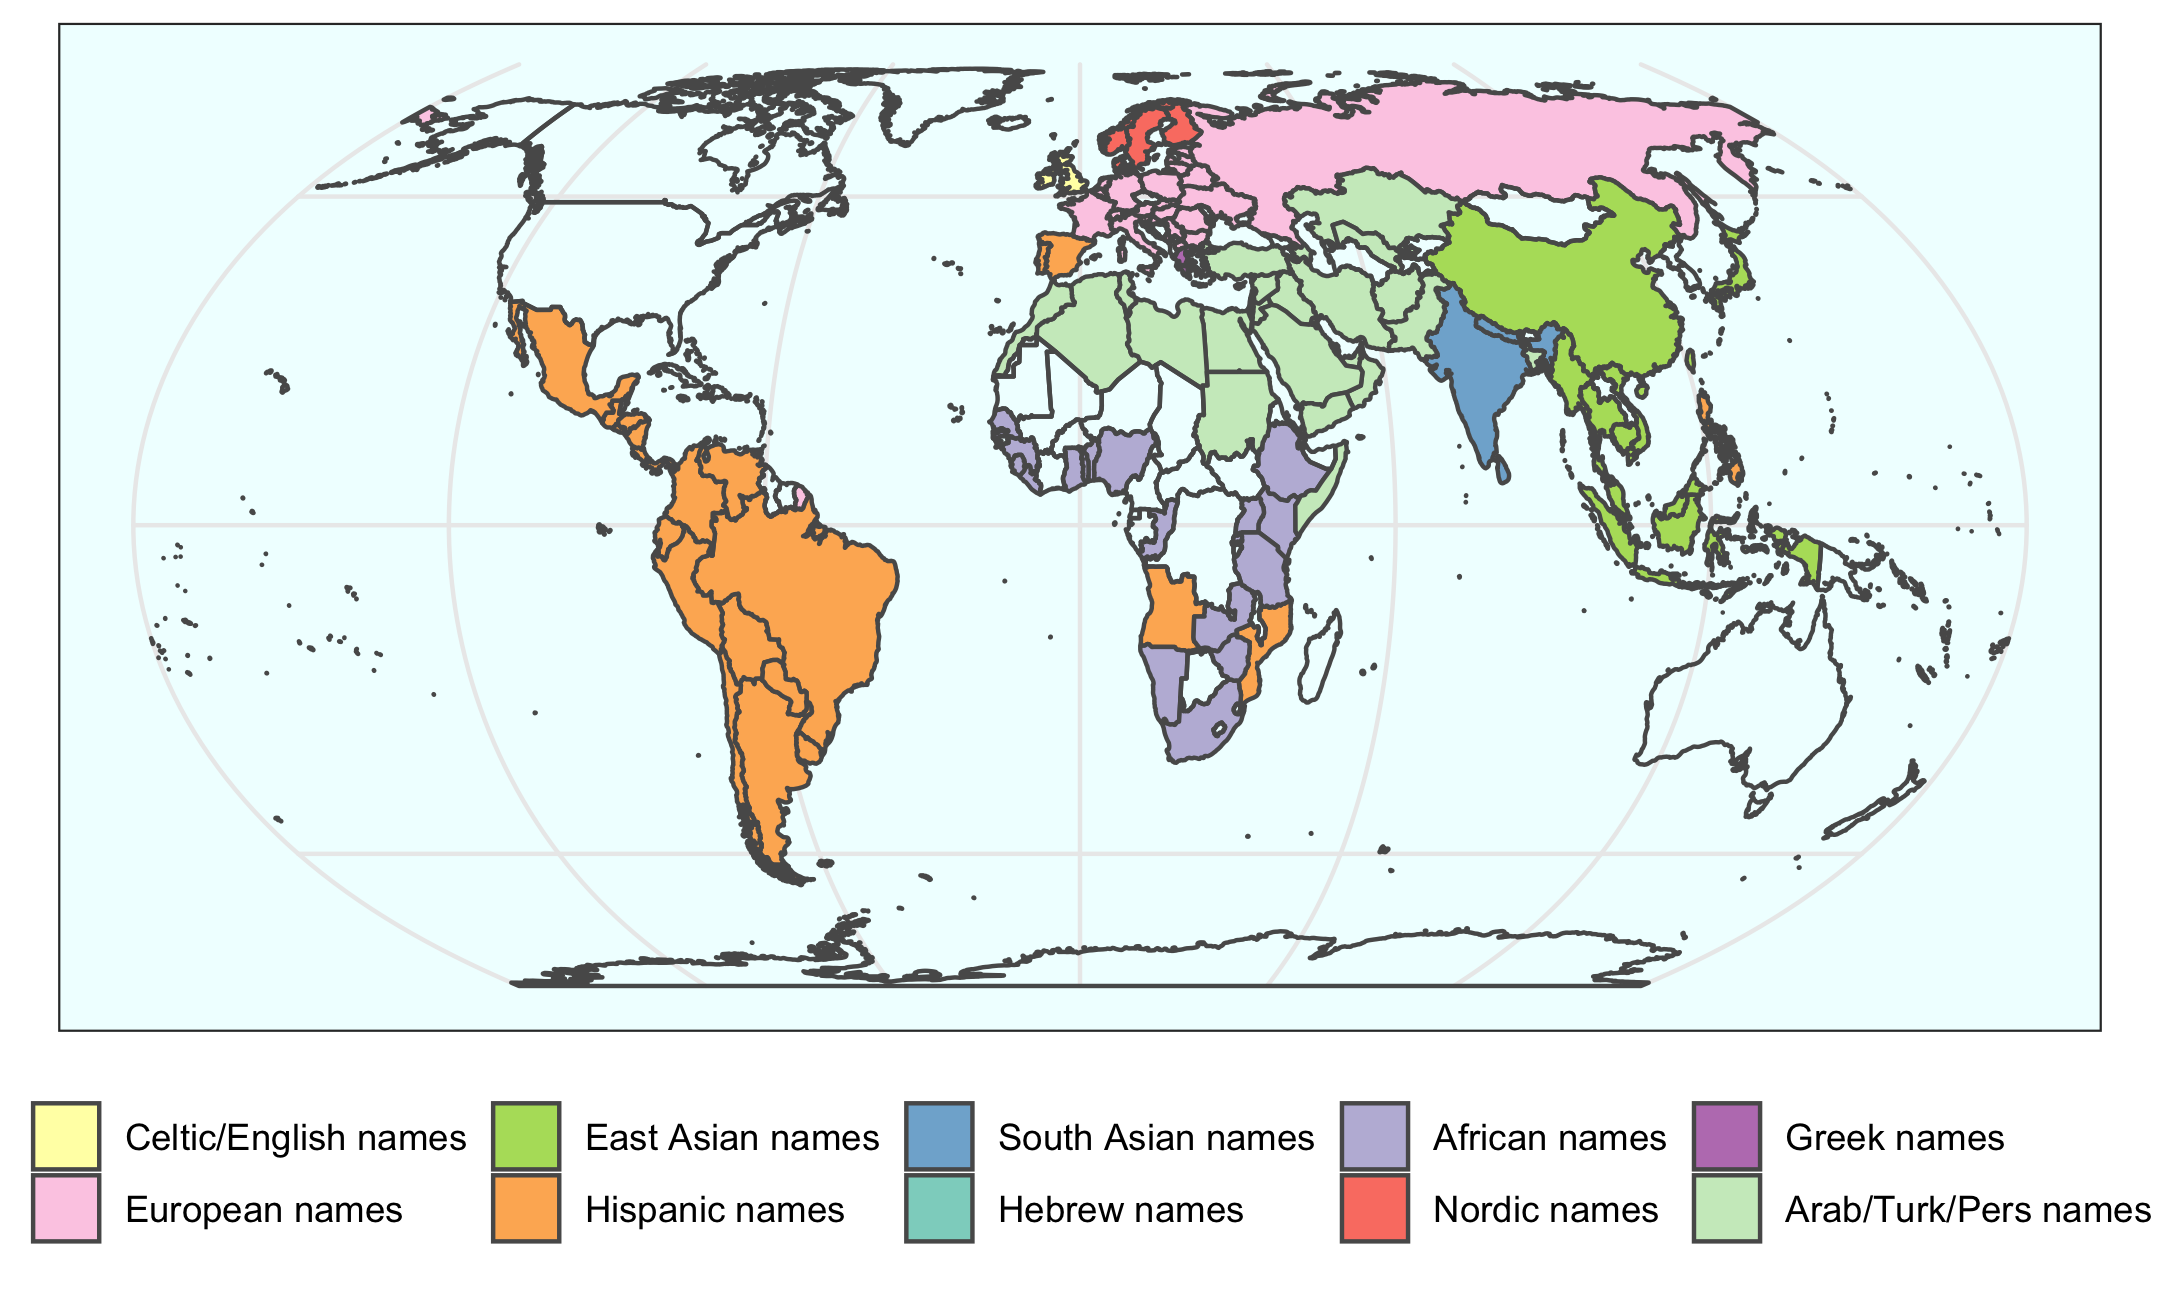 Celtic/English names
East Asian names
South Asian names
African names
Greek names
European names
Hispanic names
Hebrew names
Nordic names
Arab/Turk/Pers names